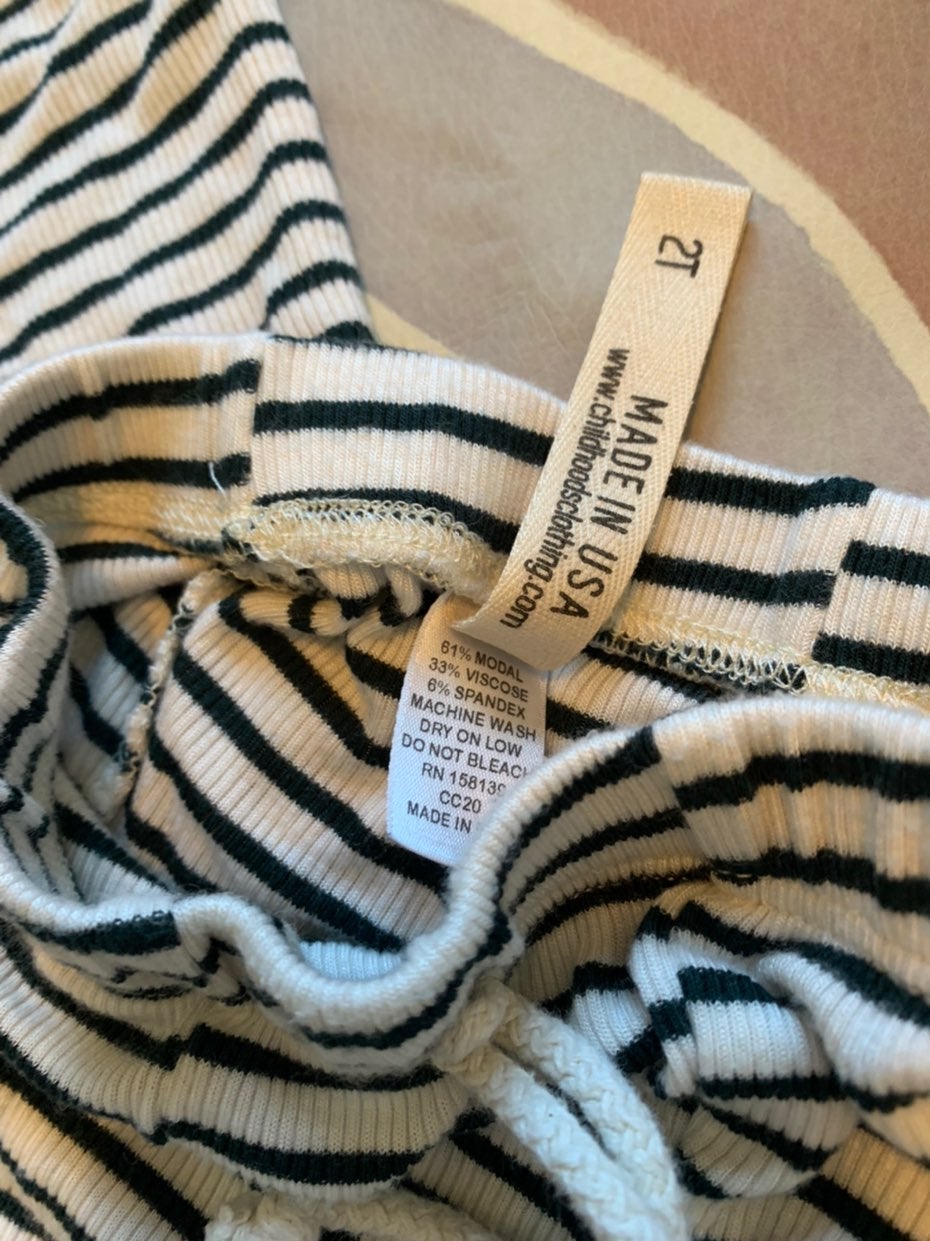 2T
MADE IN USA
www.childhoodsclothing.com
61% MODAL
33% VISCOSE
6% SPANDEX
MACHINE WASH
DRY ON LOW
DO NOT
RN
CC20
MADE IN